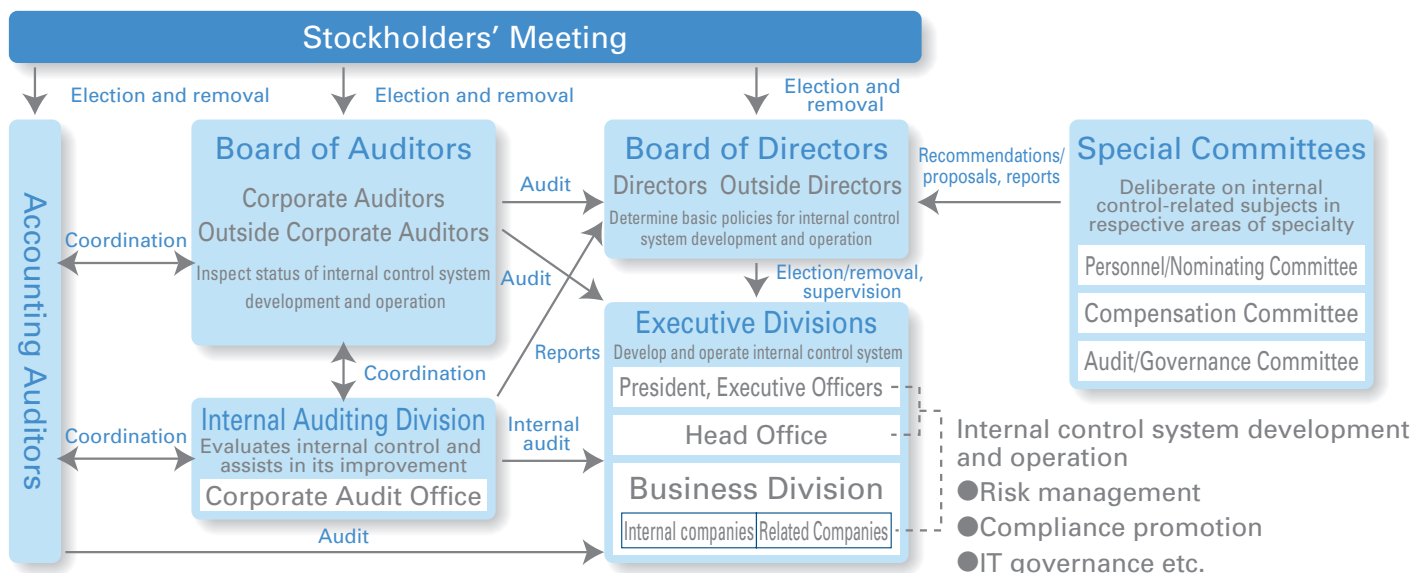 Stockholders' Meeting
Election and removal
Election and removal
Election and
removal
Accounting Auditors
Coordination
Board of Auditors
Corporate Auditors
Outside Corporate Auditors
Inspect status of internal control system
development and operation
Audit
Audit
Board of Directors
Directors Outside Directors
Determine basic policies for internal control
system development and operation
Recommendations/
proposals, reports
Special Committees
Deliberate on internal
control-related subjects in
respective areas of specialty
Personnel/Nominating Committee
Compensation Committee
Audit/Governance Committee
Election/removal,
supervision
Coordination
Reports
Coordination
Internal Auditing Division
Evaluates internal control and
assists in its improvement
Corporate Audit Office
Internal
audit
Audit
Executive Divisions
Develop and operate internal control system
President, Executive Officers
Head Office
Business Division
Internal companies
Related Companies
Internal control system development
and operation
●Risk management
●Compliance promotion
●IT governance etc.